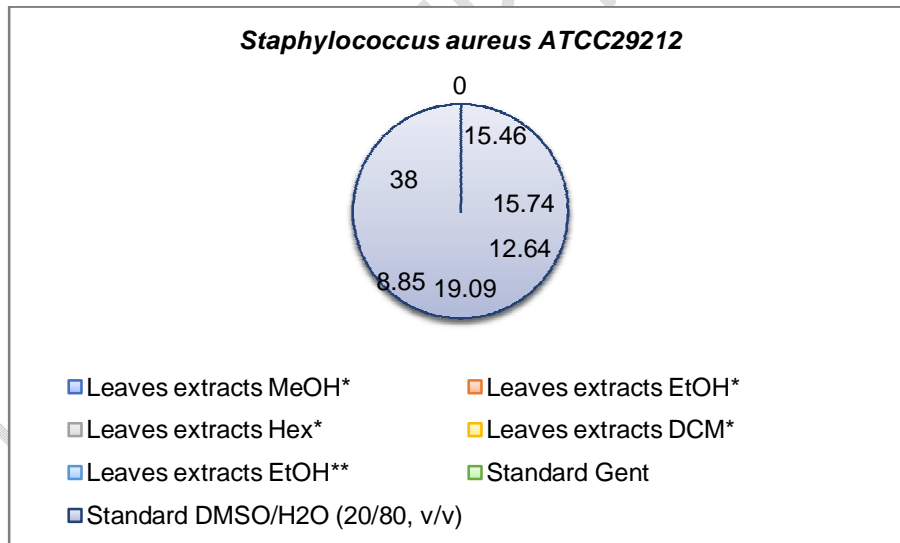 Staphylococcus aureus ATCC29212
0
15.46
38
15.74
12.64
8.85 19.09
Leaves extracts MeOH* Leaves extracts EtOH*
Leaves extracts Hex* Leaves extracts DCM*
Leaves extracts EtOH** Standard Gent
Standard DMSO/H2O (20/80, v/v)